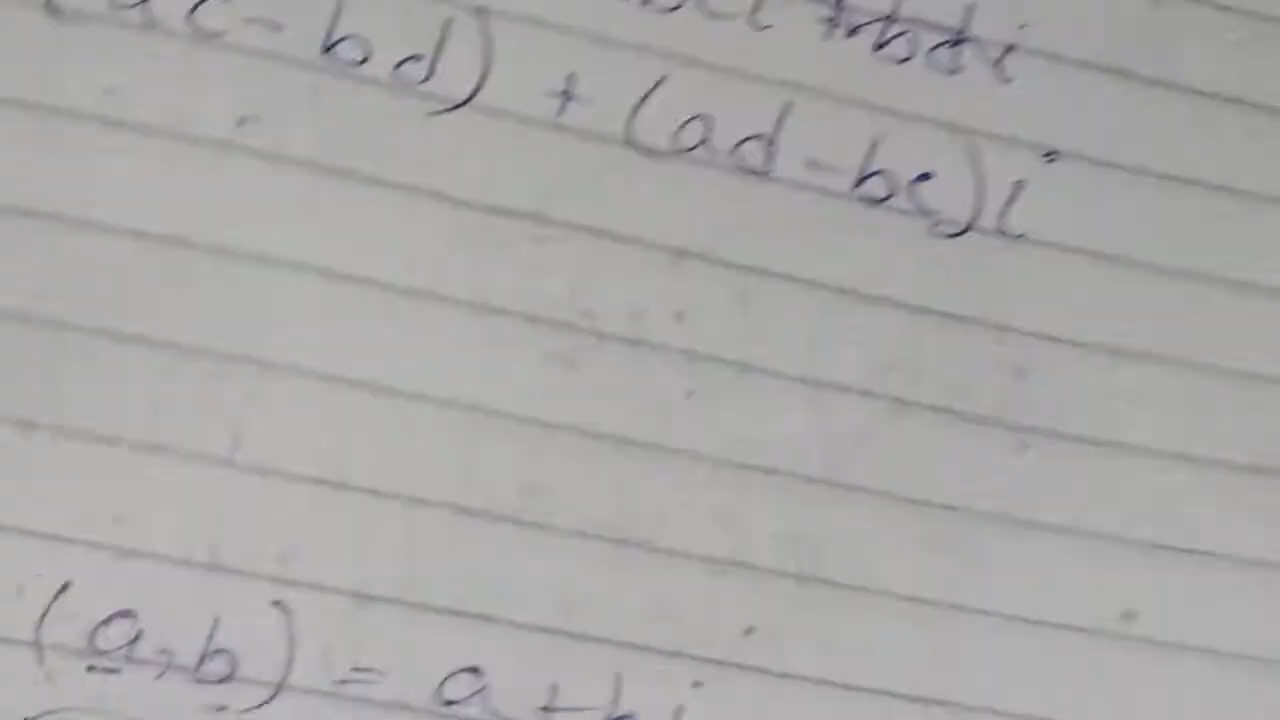 ac - bd) + (ad - bc)i
(a, b) = a + bi